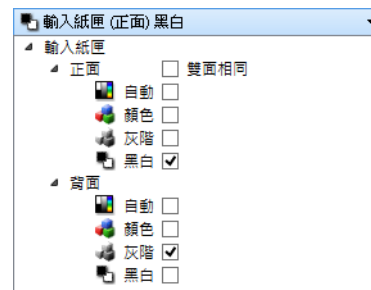 輸入紙匣 (正面) 黑白
輸入紙匣
正面 雙面相同
自動
顏色
灰階
黑白
背面
自動
顏色
灰階
黑白